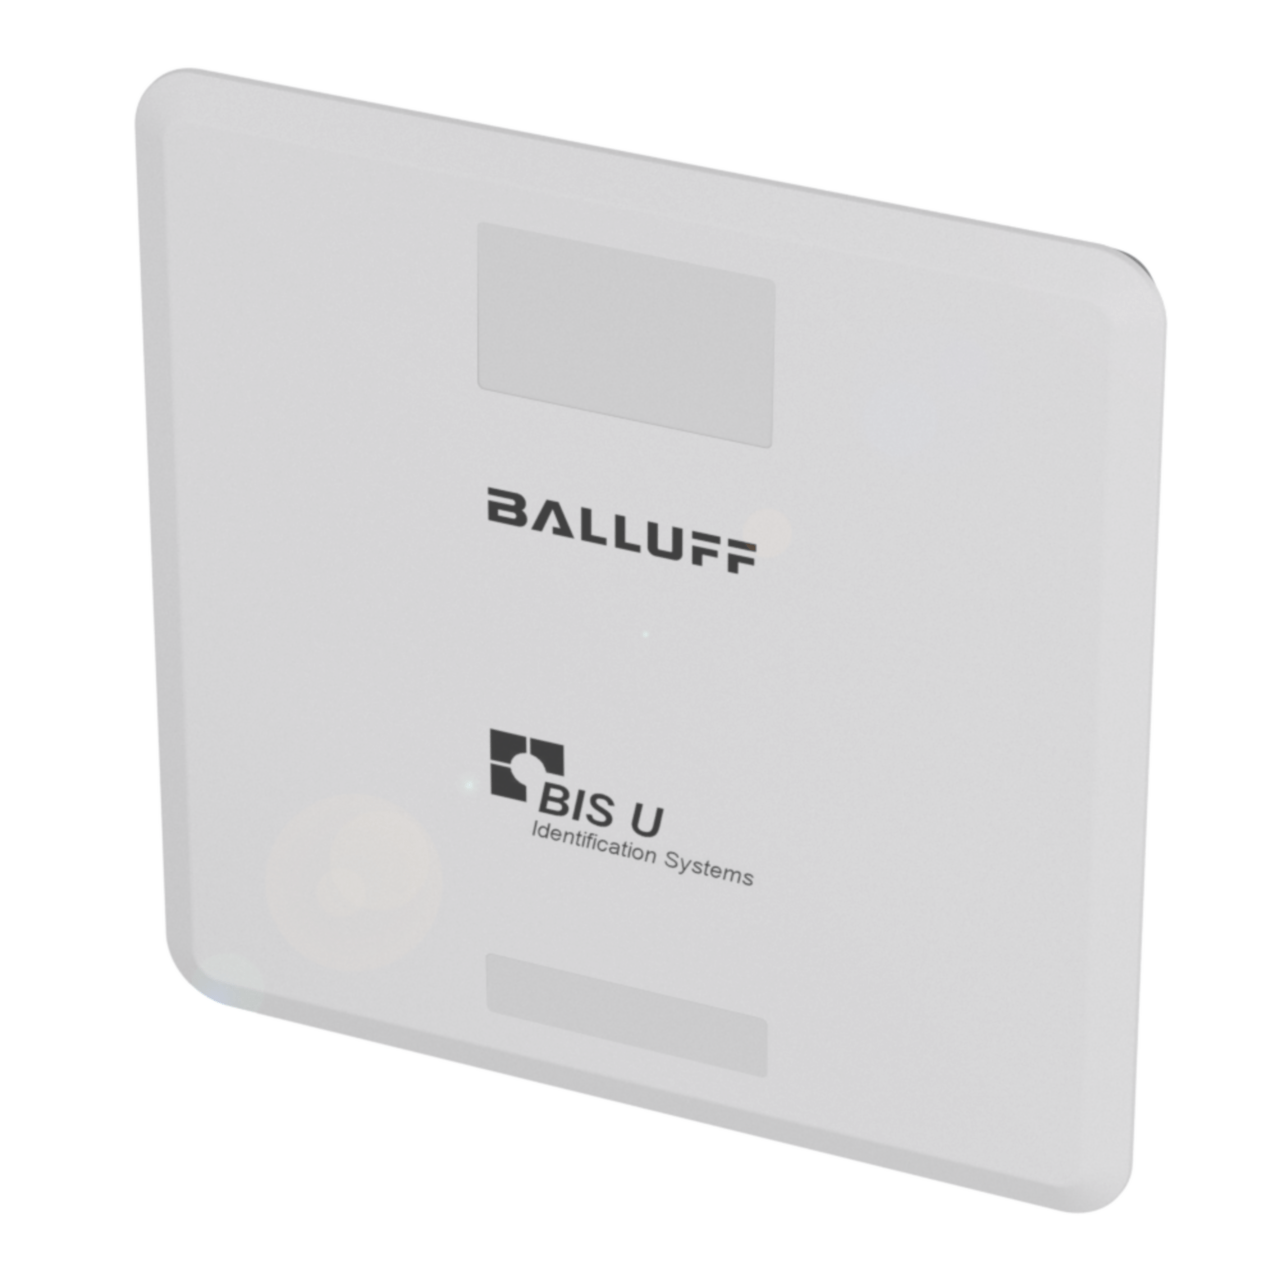 BALLUFF
BIS U
Identification Systems